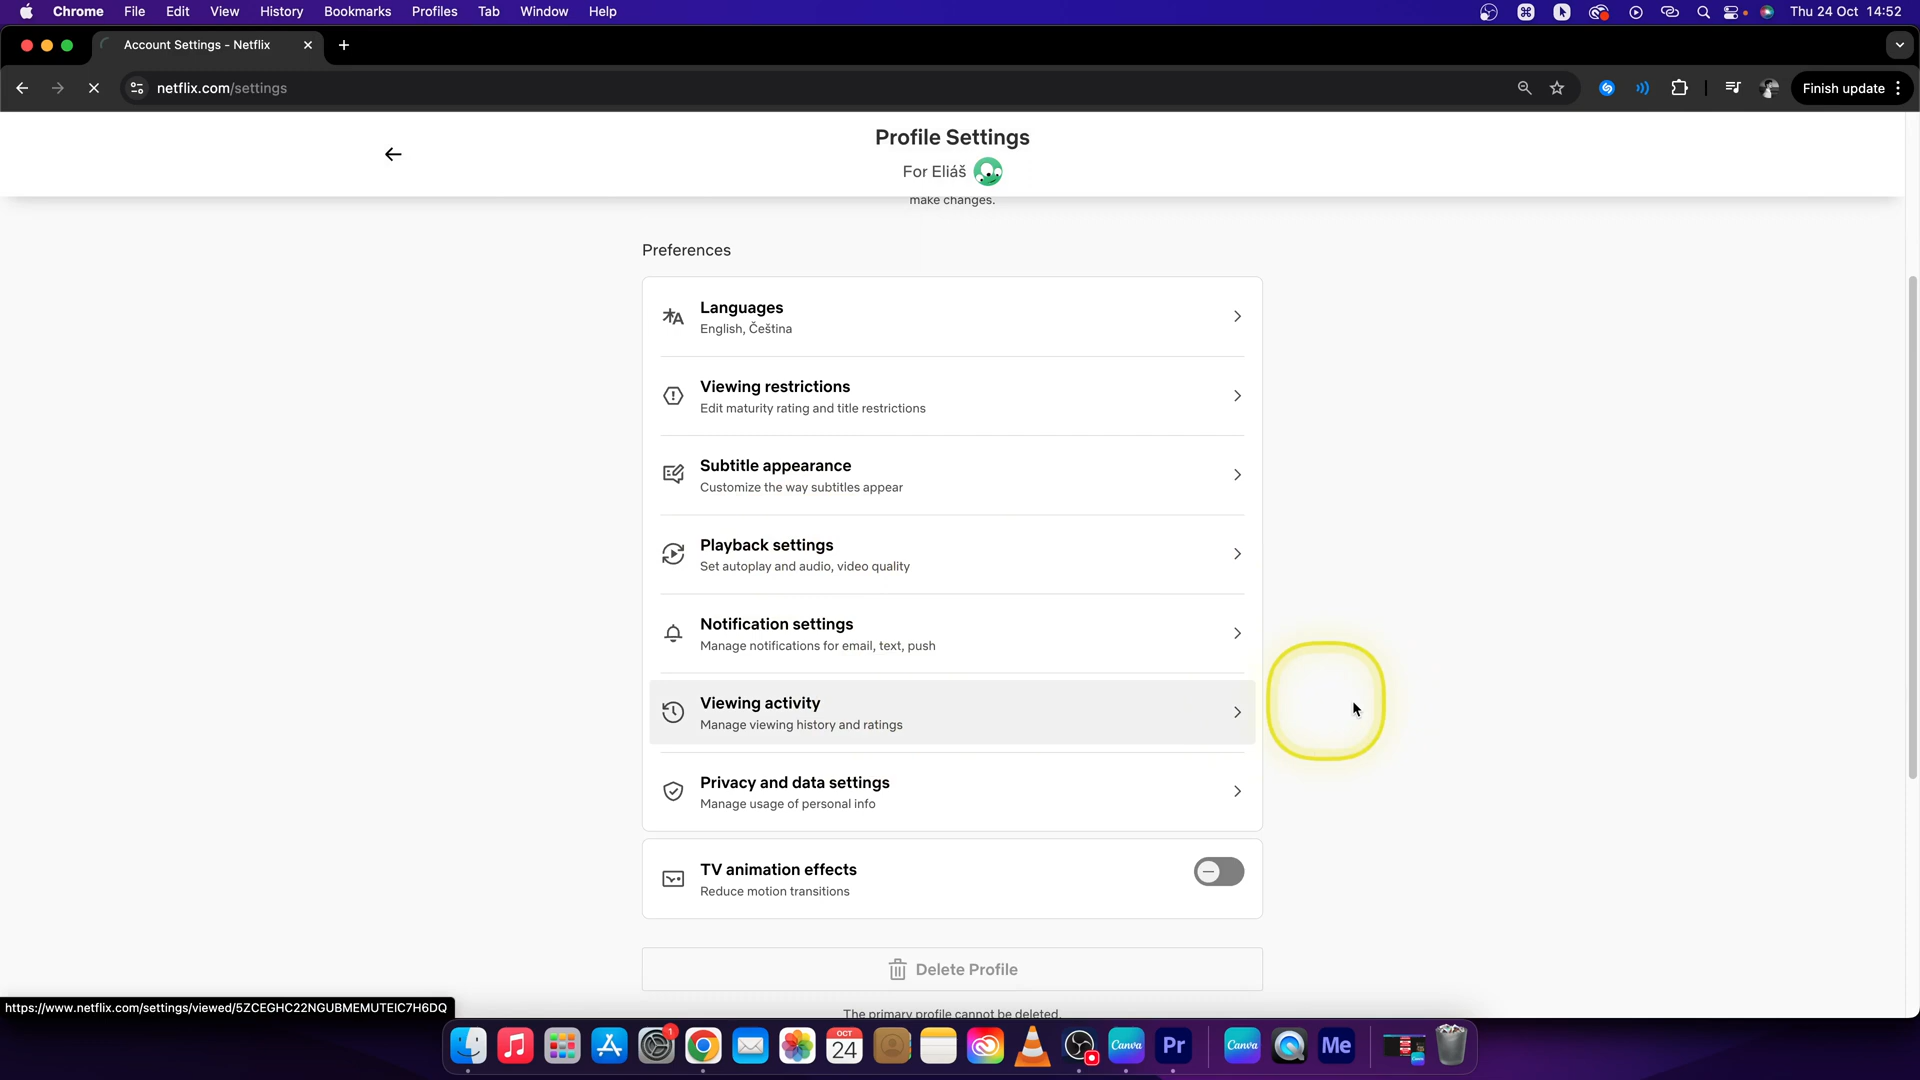 Chrome File Edit View History Bookmarks Profiles Tab Window Help Thu 24 Oct 14:52
Account Settings - Netflix
netflix.com/settings Finish update
Profile Settings
For Eliáš
make changes.
Preferences
Languages
English, Čeština
Viewing restrictions
Edit maturity rating and title restrictions
Subtitle appearance
Customize the way subtitles appear
Playback settings
Set autoplay and audio, video quality
Notification settings
Manage notifications for email, text, push
Viewing activity
Manage viewing history and ratings
Privacy and data settings
Manage usage of personal info
TV animation effects
Reduce motion transitions
Delete Profile
https://www.netflix.com/settings/viewed/5ZCEGHC22NGUBMEMUTEIC7H6DQ
The primary profile cannot be deleted.
1 OCT 24 Canva Pr Canva Me